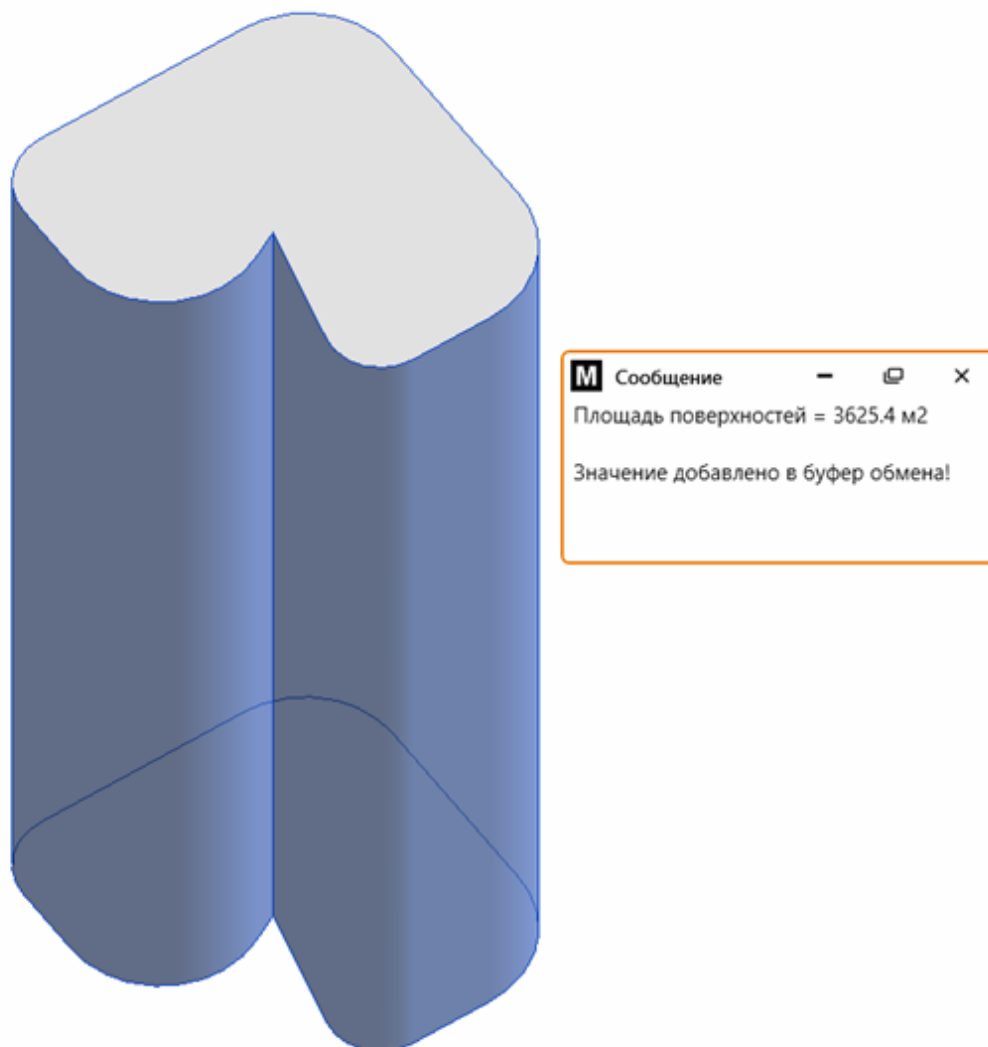 M Сообщение
Площадь поверхностей = 3625.4 м2
Значение добавлено в буфер обмена!